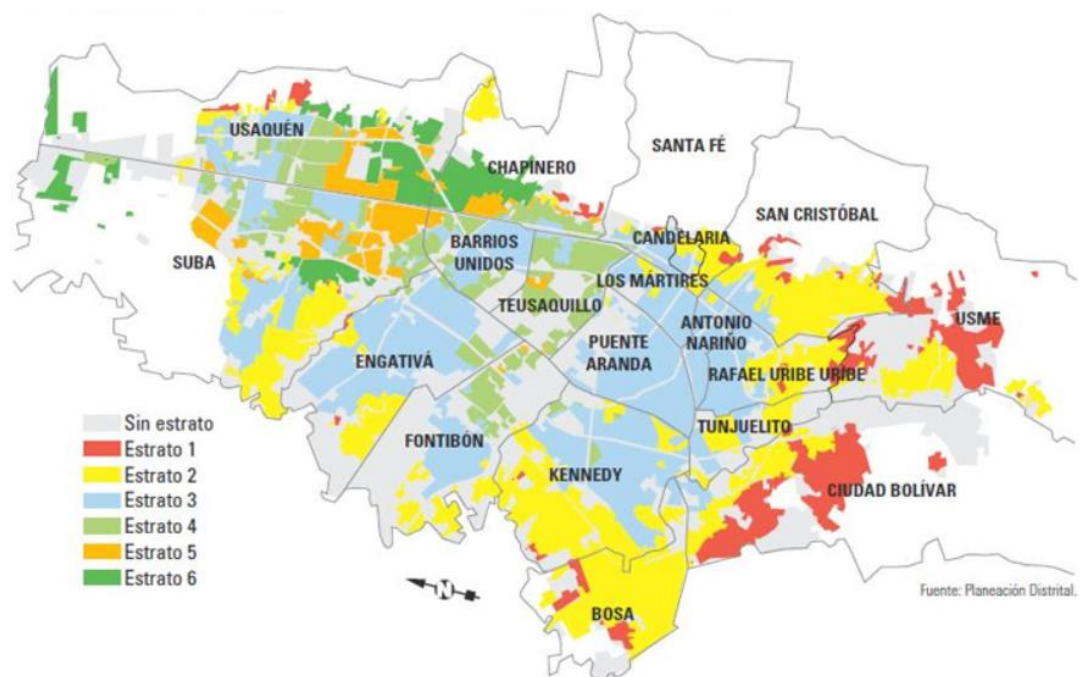 USAQUÉN
SANTA FÉ
CHAPINERO
SAN CRISTÓBAL
CANDELARIA
BARRIOS
UNIDOS
SUBA
LOS MÁRTIRES
TEUSAQUILLO
USME
ANTONIO
NARIÑO
PUENTE
ARANDA
ENGATIVÁ
RAFAEL URIBE URIBE
TUNJUELITO
FONTIBÓN
KENNEDY
CIUDAD BOLÍVAR
BOSA
Sin estrato
Estrato 1
Estrato 2
Estrato 3
Estrato 4
Estrato 5
Estrato 6
N
Fuente: Planeación Distrital.